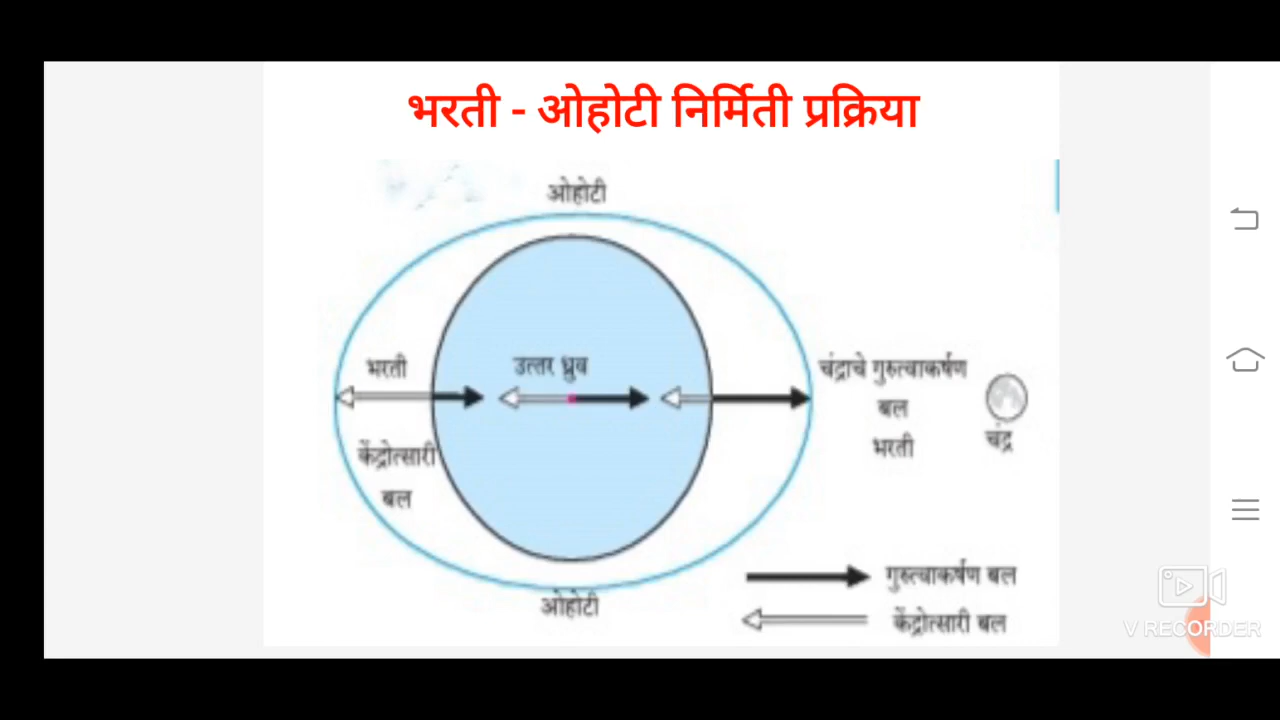 भरती - ओहोटी निर्मिती प्रक्रिया
ओहोटी
भरती
उत्तर ध्रुव
चंद्राचे गुरुत्वाकर्षण
बल
भरती
चंद्र
केंद्रोत्सारी
बल
गुरुत्वाकर्षण बल
केंद्रोत्सारी बल
ओहोटी
V RECORDER